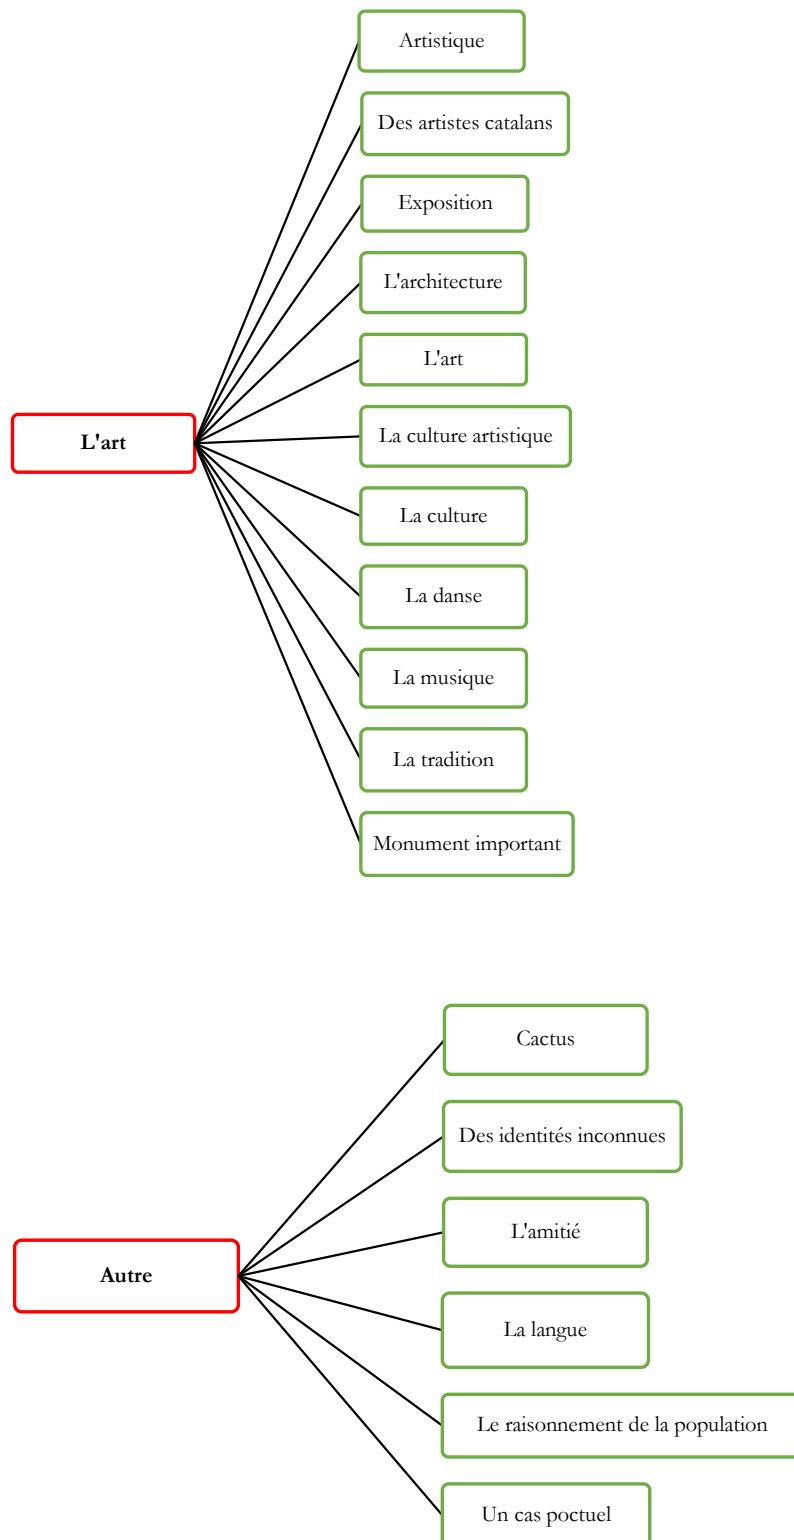 Artistique
Des artistes catalans
Exposition
L'architecture
L'art
L'art
La culture artistique
La culture
La danse
La musique
La tradition
Monument important
Cactus
Des identités inconnues
L'amitié
Autre
La langue
Le raisonnement de la population
Un cas poctuel